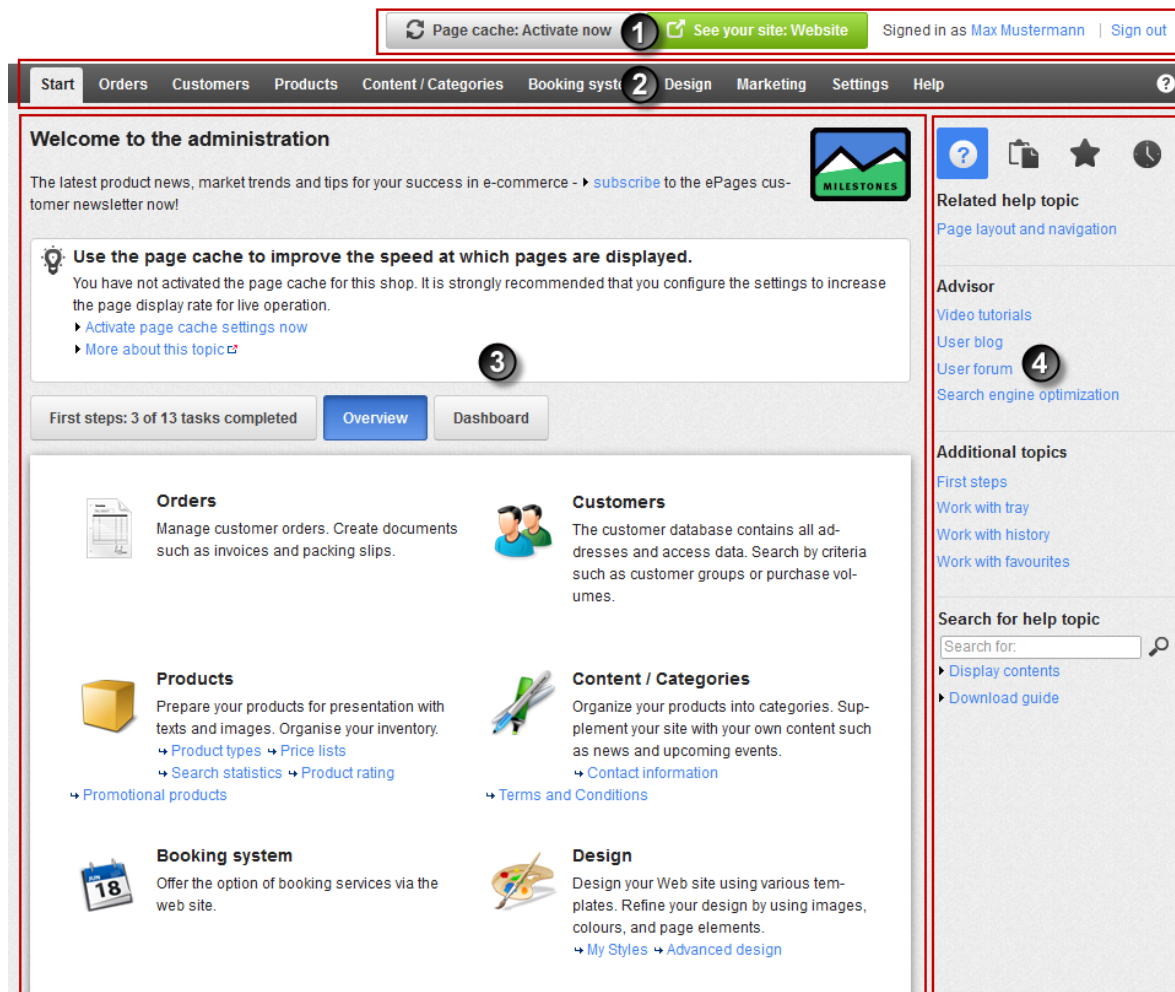 Page cache: Activate now
1
See your site: Website
Signed in as Max Mustermann | Sign out
Start Orders Customers Products Content / Categories Booking syste
2
Design Marketing Settings Help
?
Welcome to the administration
The latest product news, market trends and tips for your success in e-commerce - subscribe to the ePages cus-
tomer newsletter now!
MILESTONES
Use the page cache to improve the speed at which pages are displayed.
You have not activated the page cache for this shop. It is strongly recommended that you configure the settings to increase
the page display rate for live operation.
Activate page cache settings now
More about this topic
3
First steps: 3 of 13 tasks completed
Overview
Dashboard
Orders
Manage customer orders. Create documents
such as invoices and packing slips.
Customers
The customer database contains all ad-
dresses and access data. Search by criteria
such as customer groups or purchase vol-
umes.
Products
Prepare your products for presentation with
texts and images. Organise your inventory.
Product types Price lists
Search statistics Product rating
Promotional products
Content / Categories
Organize your products into categories. Sup-
plement your site with your own content such
as news and upcoming events.
Contact information
Terms and Conditions
JUN
18
Booking system
Offer the option of booking services via the
web site.
Design
Design your Web site using various tem-
plates. Refine your design by using images,
colours, and page elements.
My Styles Advanced design
?
Related help topic
Page layout and navigation
Advisor
Video tutorials
User blog
User forum
4
Search engine optimization
Additional topics
First steps
Work with tray
Work with history
Work with favourites
Search for help topic
Search for:
Display contents
Download guide